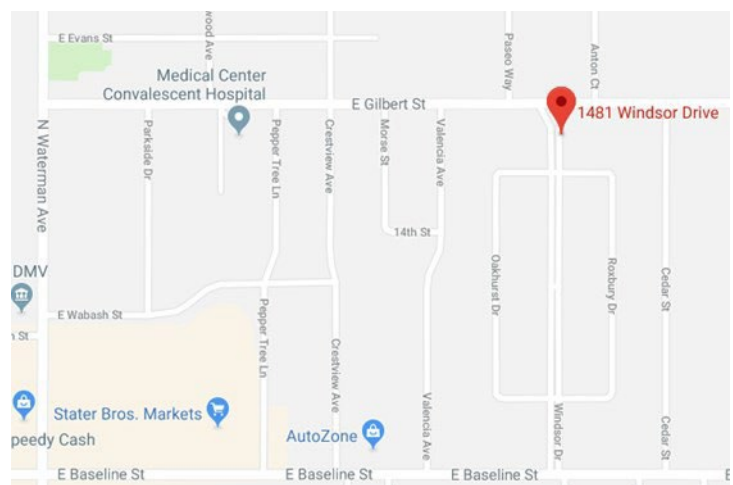 E Evans St
wood Ave
Paseo Way
Anton Ct
Medical Center
Convalescent Hospital
E Gilbert St
1481 Windsor Drive
N Waterman Ave
Parkside Dr
Pepper Tree Ln
Crestview Ave
Morse St
Valencia Ave
14th St
DMV
Oakhurst Dr
Roxbury Dr
Cedar St
E Wabash St
n St
Pepper Tree Ln
Crestview Ave
Valencia Ave
Windsor Dr
Cedar St
Stater Bros. Markets
peedy Cash
AutoZone
E Baseline St
E Baseline St
E Baseline St
E